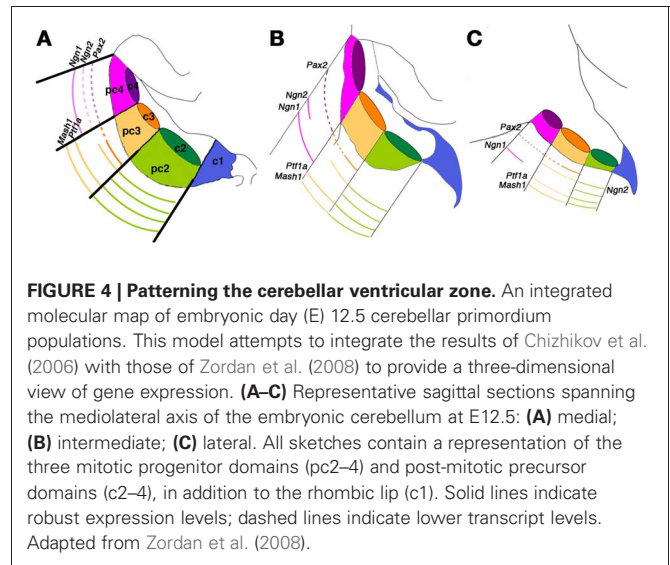 A
B
C
Ngn1
Ngn2
Pax2
Mash1
Ptf1a
pc4
c4
c3
pc3
c2
pc2
c1
Pax2
Ngn2
Ngn1
Ptf1a
Mash1
Pax2
Ngn1
Ptf1a
Mash1
Ngn2
FIGURE 4 | Patterning the cerebellar ventricular zone. An integrated
molecular map of embryonic day (E) 12.5 cerebellar primordium
populations. This model attempts to integrate the results of Chizhikov et al.
(2006) with those of Zordan et al. (2008) to provide a three-dimensional
view of gene expression. (A–C) Representative sagittal sections spanning
the mediolateral axis of the embryonic cerebellum at E12.5: (A) medial;
(B) intermediate; (C) lateral. All sketches contain a representation of the
three mitotic progenitor domains (pc2–4) and post-mitotic precursor
domains (c2–4), in addition to the rhombic lip (c1). Solid lines indicate
robust expression levels; dashed lines indicate lower transcript levels.
Adapted from Zordan et al. (2008).